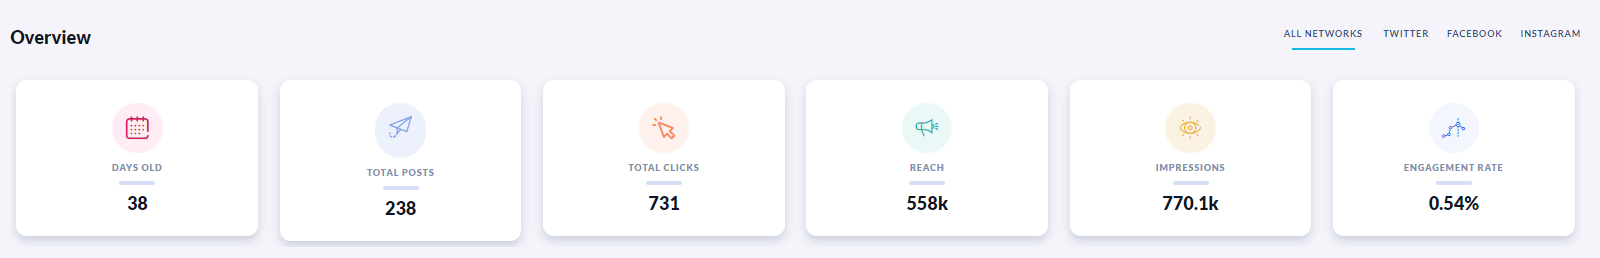 Overview
ALL NETWORKS TWITTER FACEBOOK INSTAGRAM
DAYS OLD
38
TOTAL POSTS
238
TOTAL CLICKS
731
REACH
558k
IMPRESSIONS
770.1k
ENGAGEMENT RATE
0.54%